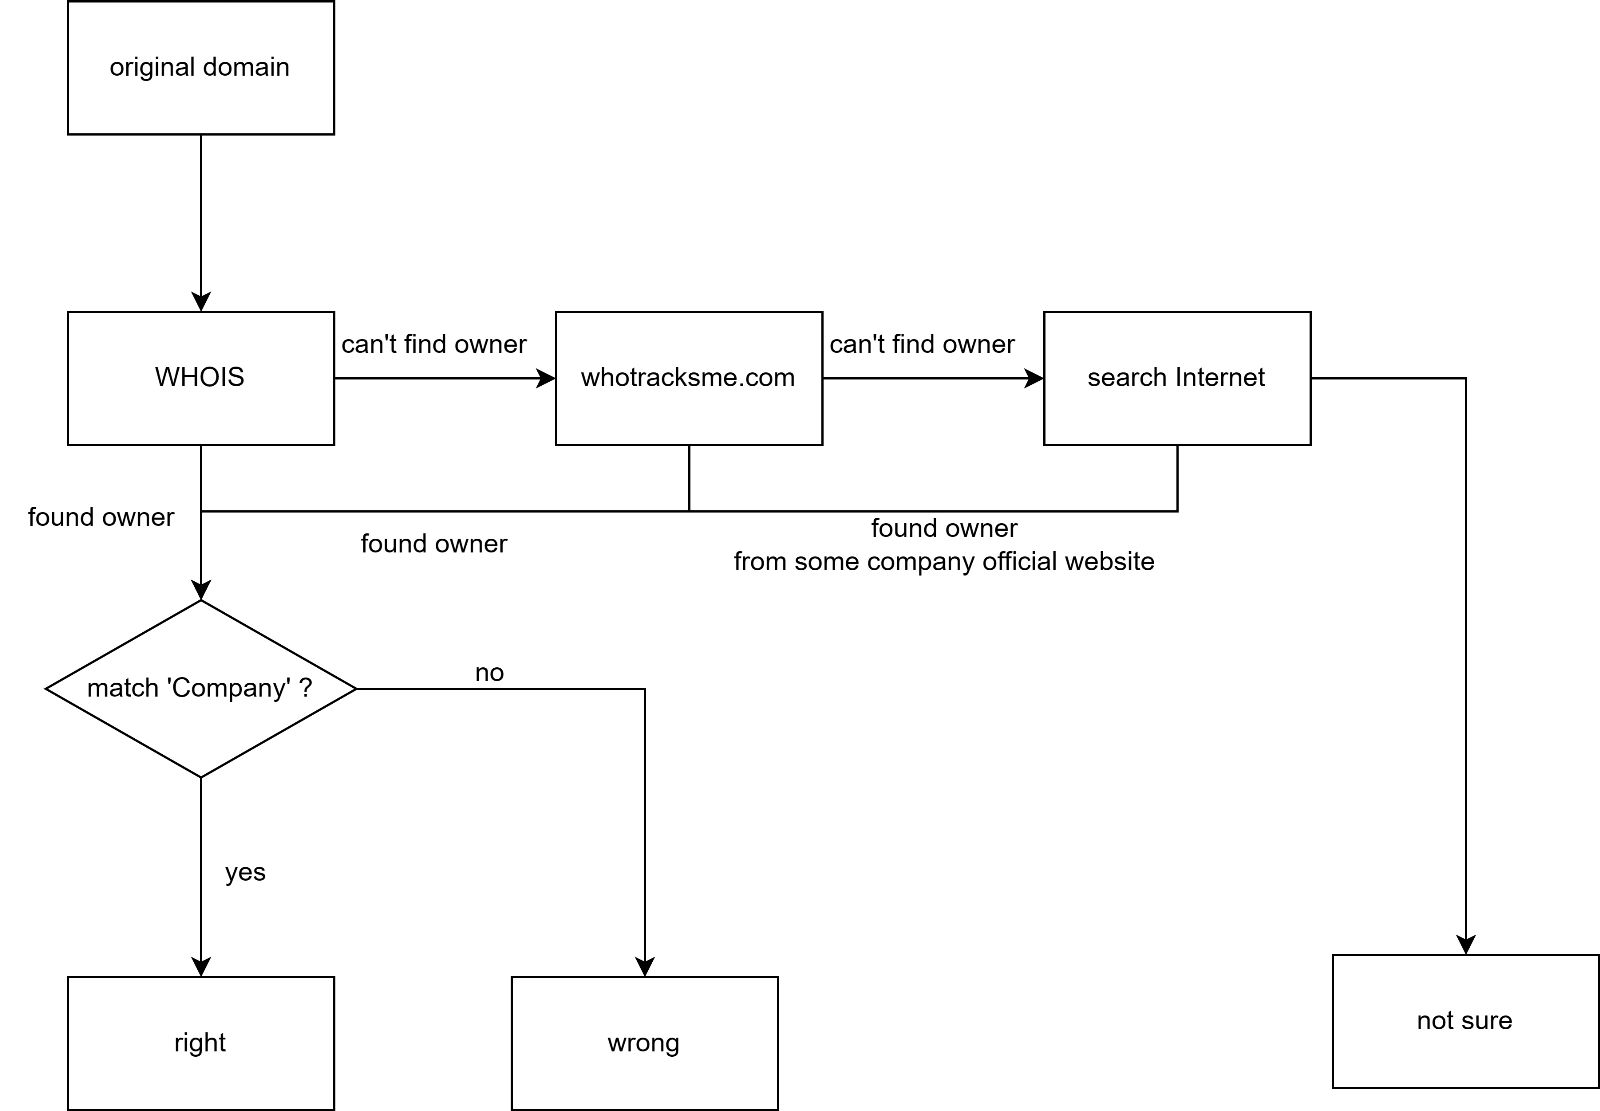 original domain
can't find owner
can't find owner
WHOIS
whotracksme.com
search Internet
found owner
found owner
found owner
from some company official website
match 'Company' ?
no
yes
right
wrong
not sure